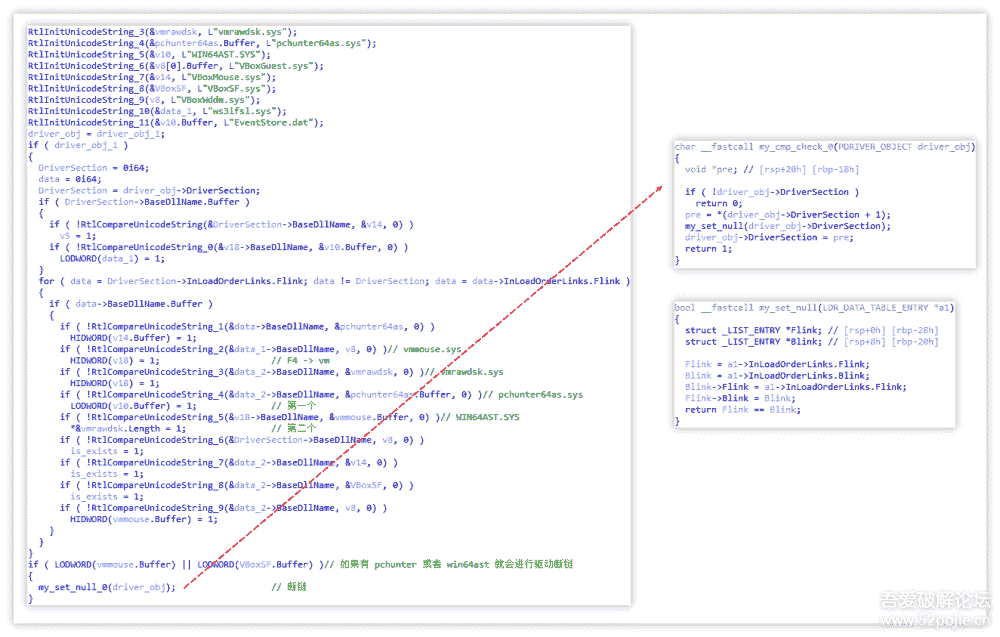 RtlInitUnicodeString_3(&vmrawdsk, L"vmrawdsk.sys");
RtlInitUnicodeString_4(&pchunter64as.Buffer, L"pchunter64as.sys");
RtlInitUnicodeString_5(&v10, L"WIN64AST.SYS");
RtlInitUnicodeString_6(&v8[0].Buffer, L"VBoxGuest.sys");
RtlInitUnicodeString_7(&v14, L"VBoxMouse.sys");
RtlInitUnicodeString_8(&VBoxSF, L"VBoxSF.sys");
RtlInitUnicodeString_9(v8, L"VBoxWddm.sys");
RtlInitUnicodeString_10(&data_1, L"ws3ifsl.sys");
RtlInitUnicodeString_11(&v10.Buffer, L"EventStore.dat");
driver_obj = driver_obj_1;
if ( driver_obj_1 )
{
DriverSection = 0i64;
data = 0i64;
DriverSection = driver_obj->DriverSection;
if ( DriverSection->BaseDllName.Buffer )
{
if ( !RtlCompareUnicodeString(&DriverSection->BaseDllName, &v14, 0) )
v5 = 1;
if ( !RtlCompareUnicodeString_0(&v18->BaseDllName, &v10.Buffer, 0) )
LODWORD(data_1) = 1;
}
for ( data = DriverSection->InLoadOrderLinks.Flink; data != DriverSection; data = data->InLoadOrderLinks.Flink )
{
if ( data->BaseDllName.Buffer )
{
if ( !RtlCompareUnicodeString_1(&data->BaseDllName, &pchunter64as, 0) )
HIDWORD(v14.Buffer) = 1;
if ( !RtlCompareUnicodeString_2(&data_1->BaseDllName, v8, 0) )// vmmouse.sys
HIDWORD(v18) = 1; // F4 -> vm
if ( !RtlCompareUnicodeString_3(&data_2->BaseDllName, &vmrawdsk, 0) )// vmrawdsk.sys
HIDWORD(v18) = 1;
if ( !RtlCompareUnicodeString_4(&data_2->BaseDllName, &pchunter64as.Buffer, 0) )// pchunter64as.sys
LODWORD(v10.Buffer) = 1; // 第一个
if ( !RtlCompareUnicodeString_5(&v18->BaseDllName, &vmmouse.Buffer, 0) )// WIN64AST.SYS
*&vmrawdsk.Length = 1; // 第二个
if ( !RtlCompareUnicodeString_6(&DriverSection->BaseDllName, v8, 0) )
is_exists = 1;
if ( !RtlCompareUnicodeString_7(&data_2->BaseDllName, &v14, 0) )
is_exists = 1;
if ( !RtlCompareUnicodeString_8(&data_2->BaseDllName, &VBoxSF, 0) )
is_exists = 1;
if ( !RtlCompareUnicodeString_9(&data_2->BaseDllName, v8, 0) )
HIDWORD(vmmouse.Buffer) = 1;
}
}
}
if ( LODWORD(vmmouse.Buffer) || LODWORD(VBoxSF.Buffer) )// 如果有 pchunter 或者 win64ast 就会进行驱动断链
{
my_set_null_0(driver_obj); // 断链
}
char __fastcall my_cmp_check_0(PDRIVER_OBJECT driver_obj)
{
void *pre; // [rsp+20h] [rbp-18h]
if ( !driver_obj->DriverSection )
return 0;
pre = *(driver_obj->DriverSection + 1);
my_set_null(driver_obj->DriverSection);
driver_obj->DriverSection = pre;
return 1;
}
bool __fastcall my_set_null(LDR_DATA_TABLE_ENTRY *a1)
{
struct _LIST_ENTRY *Flink; // [rsp+0h] [rbp-28h]
struct _LIST_ENTRY *Blink; // [rsp+8h] [rbp-20h]
Flink = a1->InLoadOrderLinks.Flink;
Blink = a1->InLoadOrderLinks.Blink;
Blink->Flink = a1->InLoadOrderLinks.Flink;
Flink->Blink = Blink;
return Flink == Blink;
}
吾爱破解论坛
www.52pojie.cn